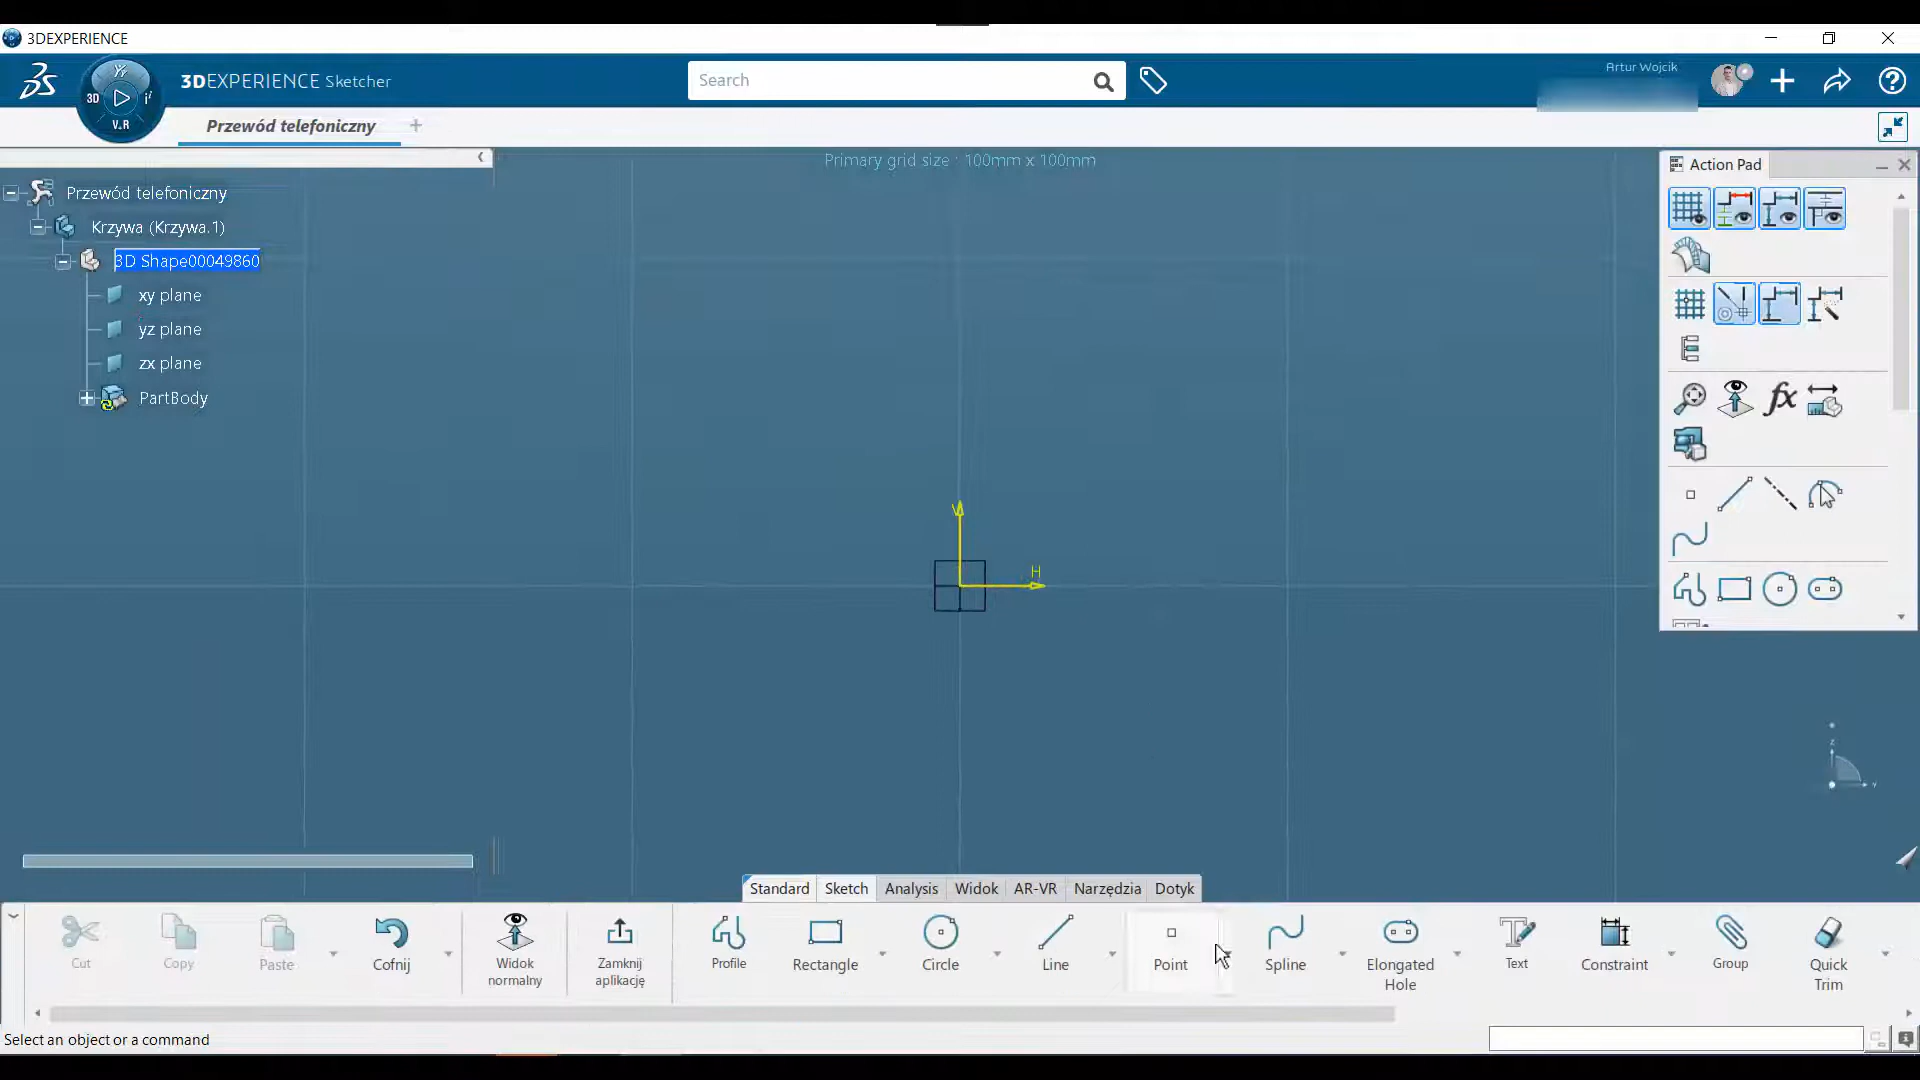 3DEXPERIENCE
3DEXPERIENCE Sketcher
Search
Artur Wojcik
3D
V.R
Przewód telefoniczny
Primary grid size : 100mm x 100mm
Action Pad
Przewód telefoniczny
Krzywa (Krzywa.1)
3D Shape00049860
xy plane
yz plane
zx plane
PartBody
fx
V
H
z
y
Standard
Sketch
Analysis
Widok
AR-VR
Narzędzia
Dotyk
Cut
Copy
Paste
Cofnij
Widok
normalny
Zamknij
aplikację
Profile
Rectangle
Circle
Line
Point
Spline
Elongated
Hole
Text
Constraint
Group
Quick
Trim
Select an object or a command